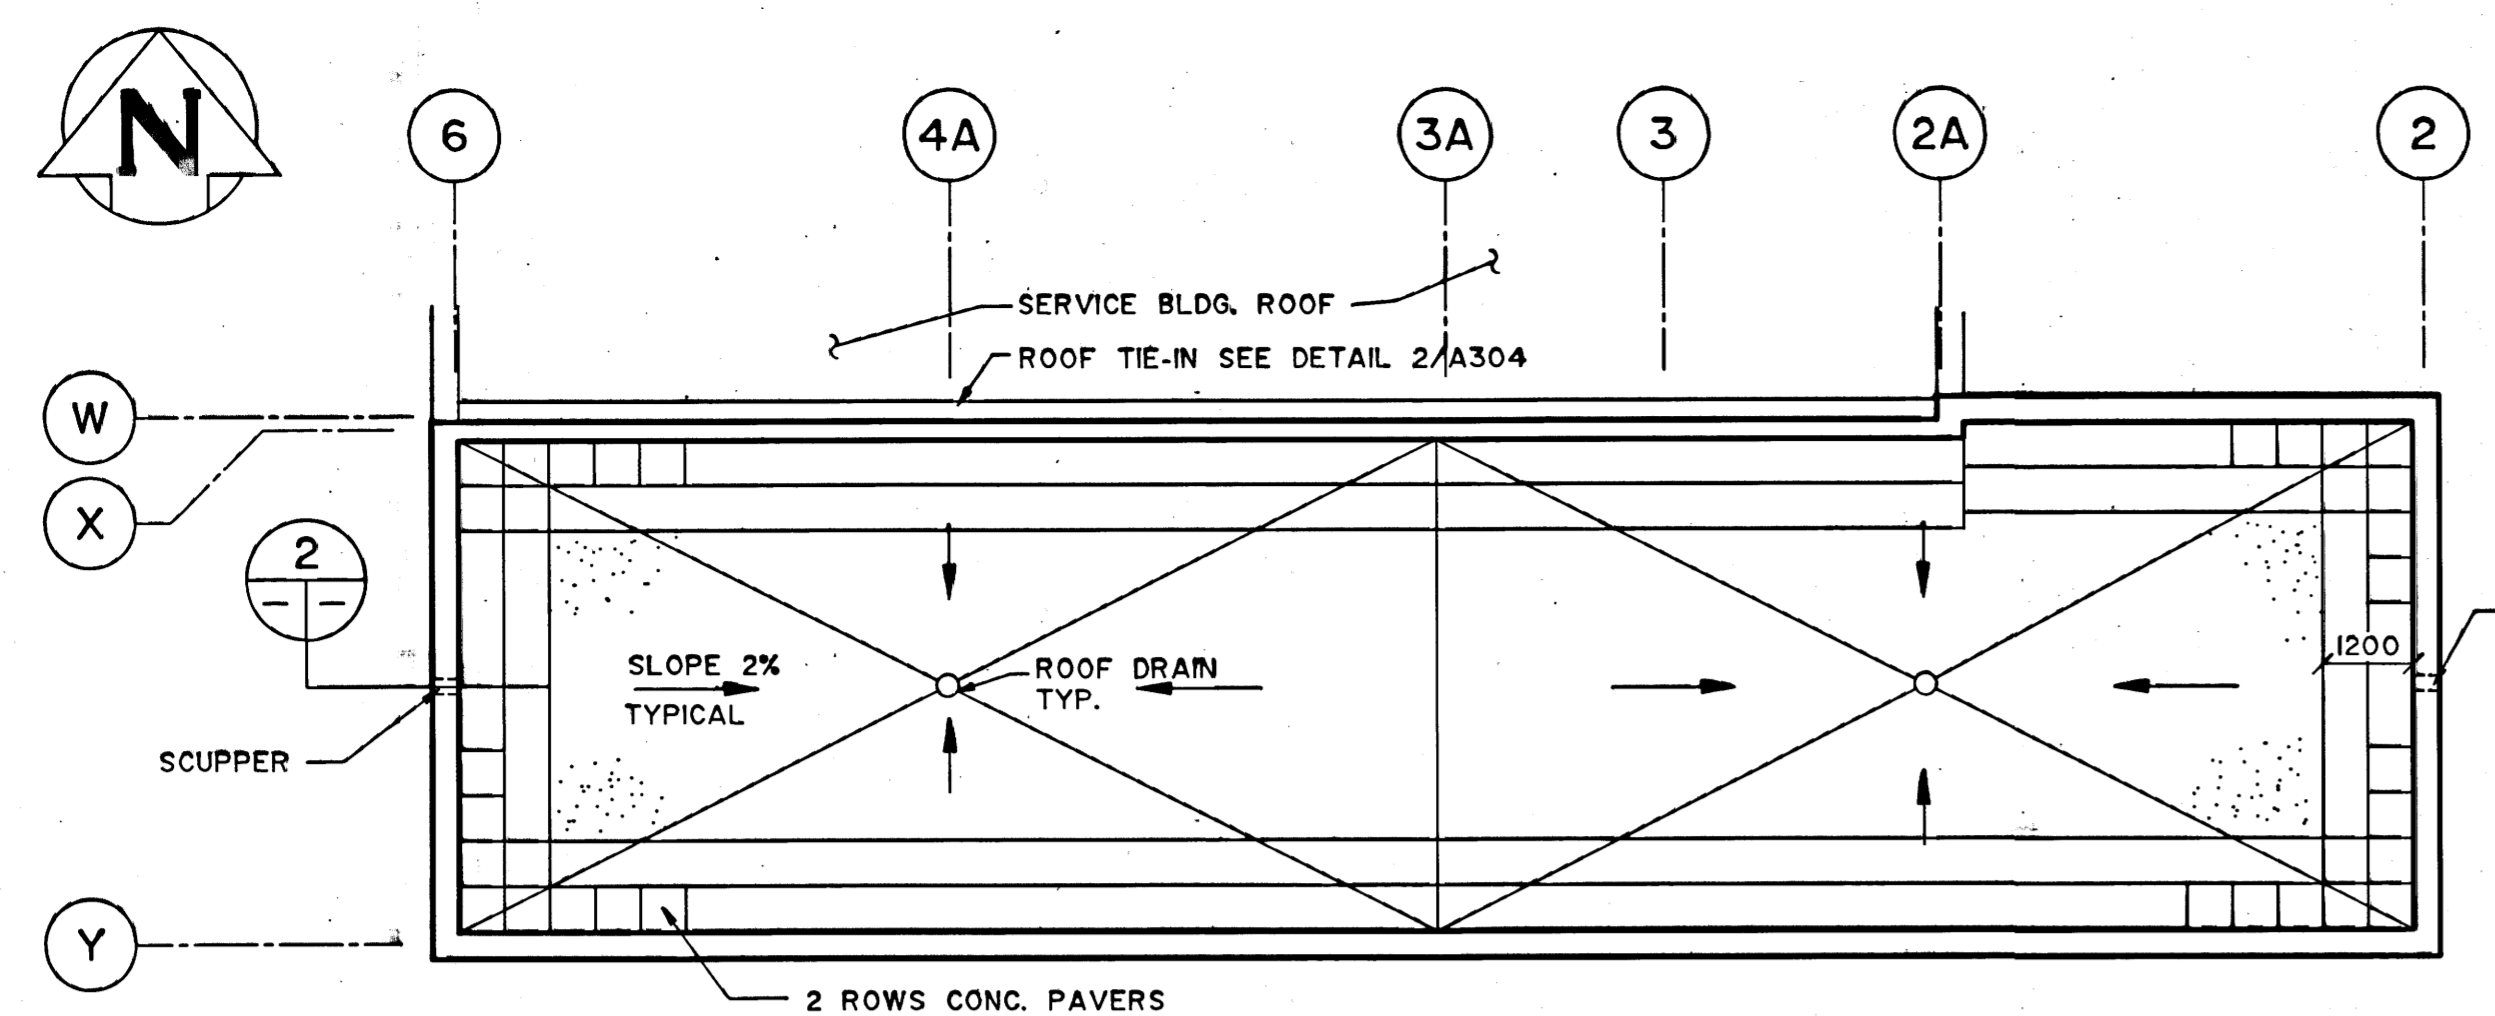 N
6
4A
3A
3
2A
2
SERVICE BLDG. ROOF
ROOF TIE-IN SEE DETAIL 2/A304
W
X
2
- -
1200
SLOPE 2%
TYPICAL
ROOF DRAIN
TYP.
SCUPPER
Y
2 ROWS CONC. PAVERS